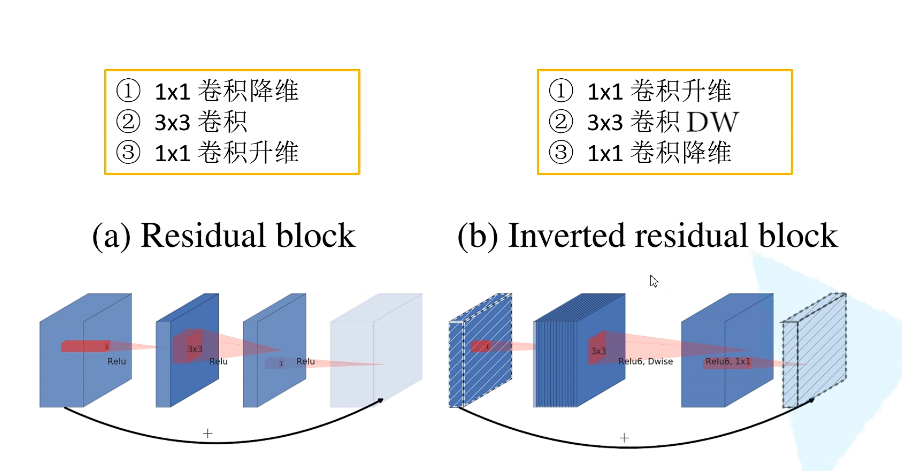 ① 1x1 卷积降维
② 3x3 卷积
③ 1x1 卷积升维
① 1x1 卷积升维
② 3x3 卷积 DW
③ 1x1 卷积降维
(a) Residual block
(b) Inverted residual block
3x3
1
Relu
Relu
Relu
+
3x3
Relu6, Dwise
Relu6, 1x1
+